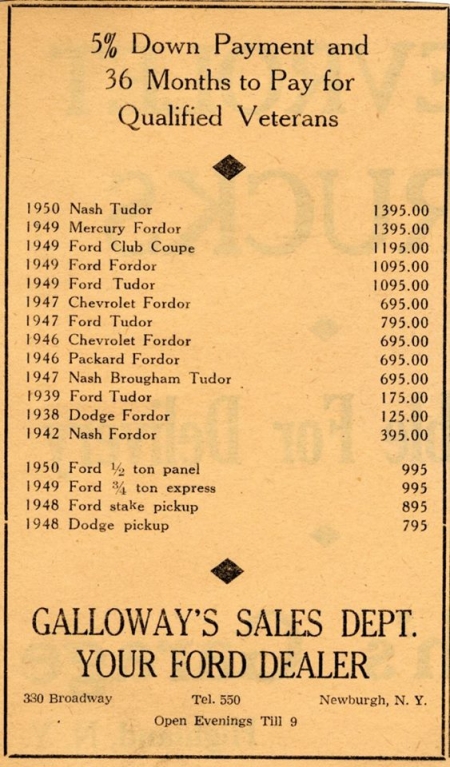 5% Down Payment and
36 Months to Pay for
Qualified Veterans
1950 Nash Tudor 1395.00
1949 Mercury Fordor 1395.00
1949 Ford Club Coupe 1195.00
1949 Ford Fordor 1095.00
1949 Ford Tudor 1095.00
1947 Chevrolet Fordor 695.00
1947 Ford Tudor 795.00
1946 Chevrolet Fordor 695.00
1946 Packard Fordor 695.00
1947 Nash Brougham Tudor 695.00
1939 Ford Tudor 175.00
1938 Dodge Fordor 125.00
1942 Nash Fordor 395.00
1950 Ford ½ ton panel 995
1949 Ford ¾ ton express 995
1948 Ford stake pickup 895
1948 Dodge pickup 795
GALLOWAY'S SALES DEPT.
YOUR FORD DEALER
330 Broadway Tel. 550 Newburgh, N. Y.
Open Evenings Till 9